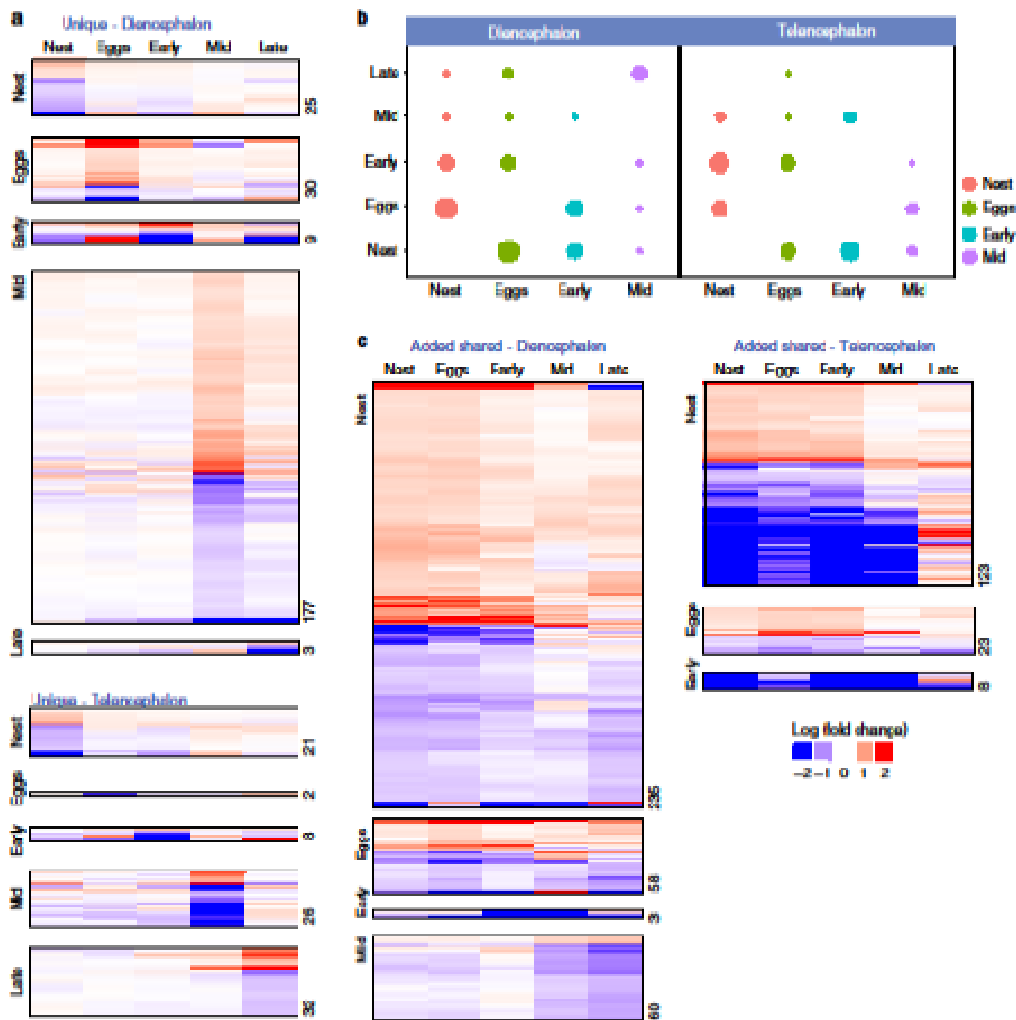 a
Unique - Diencephalon
Nest Eggs Early Mid Late
Nest
25
Eggs
30
Early
9
Mid
177
Late
3
Unique - Telencephalon
Nest
21
Eggs
2
Early
8
Mid
26
Late
b
Diencephalon Telencephalon
Late
Mid
Early
Eggs
Nest
Nest Eggs Early Mid Nest Eggs Early Mid
Nest
Eggs
Early
Mid
c
Added shared - Diencephalon
Nest Eggs Early Mid Late
Nest
Eggs
58
Early
3
Mid
60
Added shared - Telencephalon
Nest Eggs Early Mid Late
Nest
123
Eggs
23
Early
8
Log (fold change)
−2 −1 0 1 2